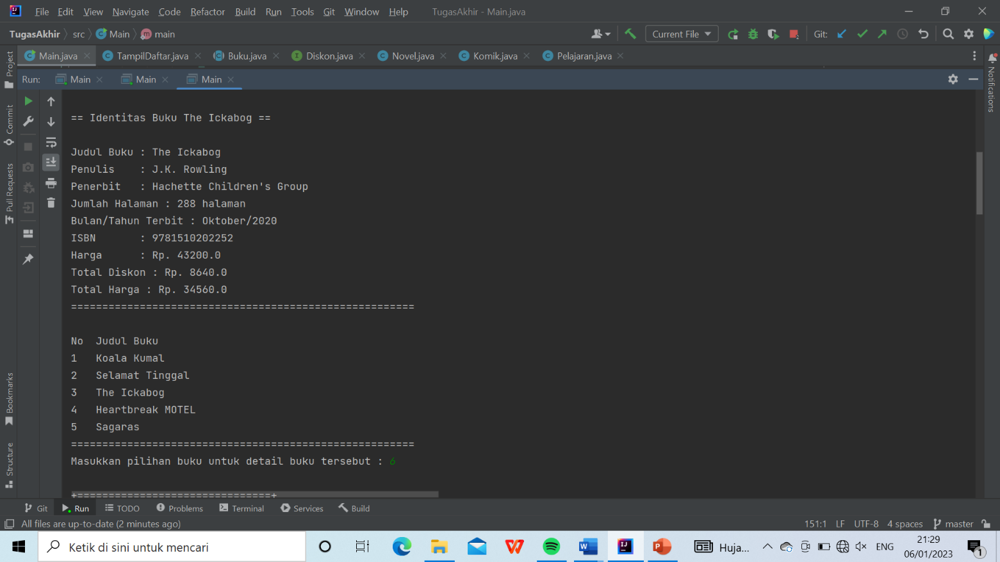 File Edit View Navigate Code Refactor Build Run Tools Git Window Help TugasAkhir - Main.java
TugasAkhir src Main main Current File Git:
Main.java TampilDaftar.java Buku.java Diskon.java Novel.java Komik.java Pelajaran.java
Run: Main Main Main
Project
Commit
Pull Requests
Bookmarks
Structure
Notifications
== Identitas Buku The Ickabog ==
Judul Buku : The Ickabog
Penulis : J.K. Rowling
Penerbit : Hachette Children's Group
Jumlah Halaman : 288 halaman
Bulan/Tahun Terbit : Oktober/2020
ISBN : 9781510202252
Harga : Rp. 43200.0
Total Diskon : Rp. 8640.0
Total Harga : Rp. 34560.0
=======================================================
No Judul Buku
1 Koala Kumal
2 Selamat Tinggal
3 The Ickabog
4 Heartbreak MOTEL
5 Sagaras
=======================================================
Masukkan pilihan buku untuk detail buku tersebut : 6
+===============================+
Git Run TODO Problems Terminal Services Build
All files are up-to-date (2 minutes ago) 151:1 LF UTF-8 4 spaces master
Ketik di sini untuk mencari Huja... ENG 21:29
06/01/2023 1